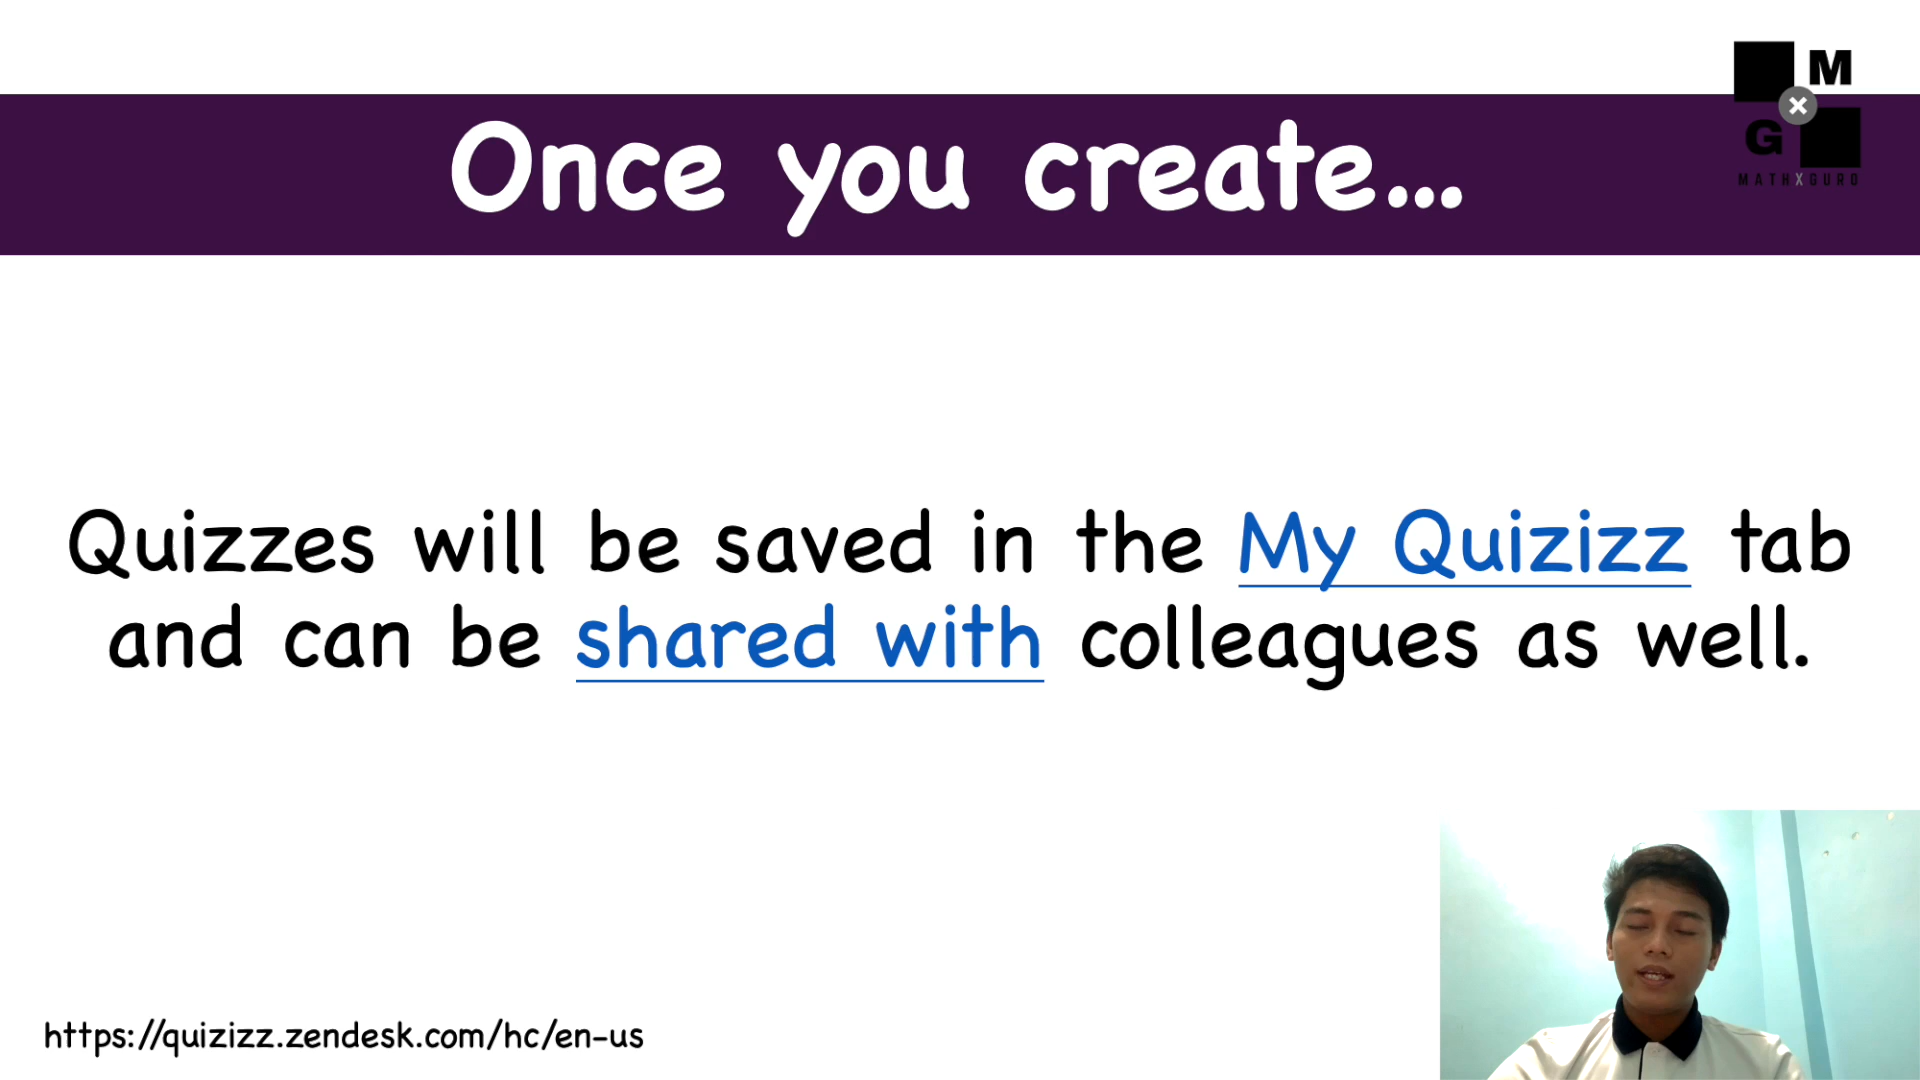 M
Once you create...
G
MATHXGURO
Quizzes will be saved in the My Quizizz tab
and can be shared with colleagues as well.
https://quizizz.zendesk.com/hc/en-us